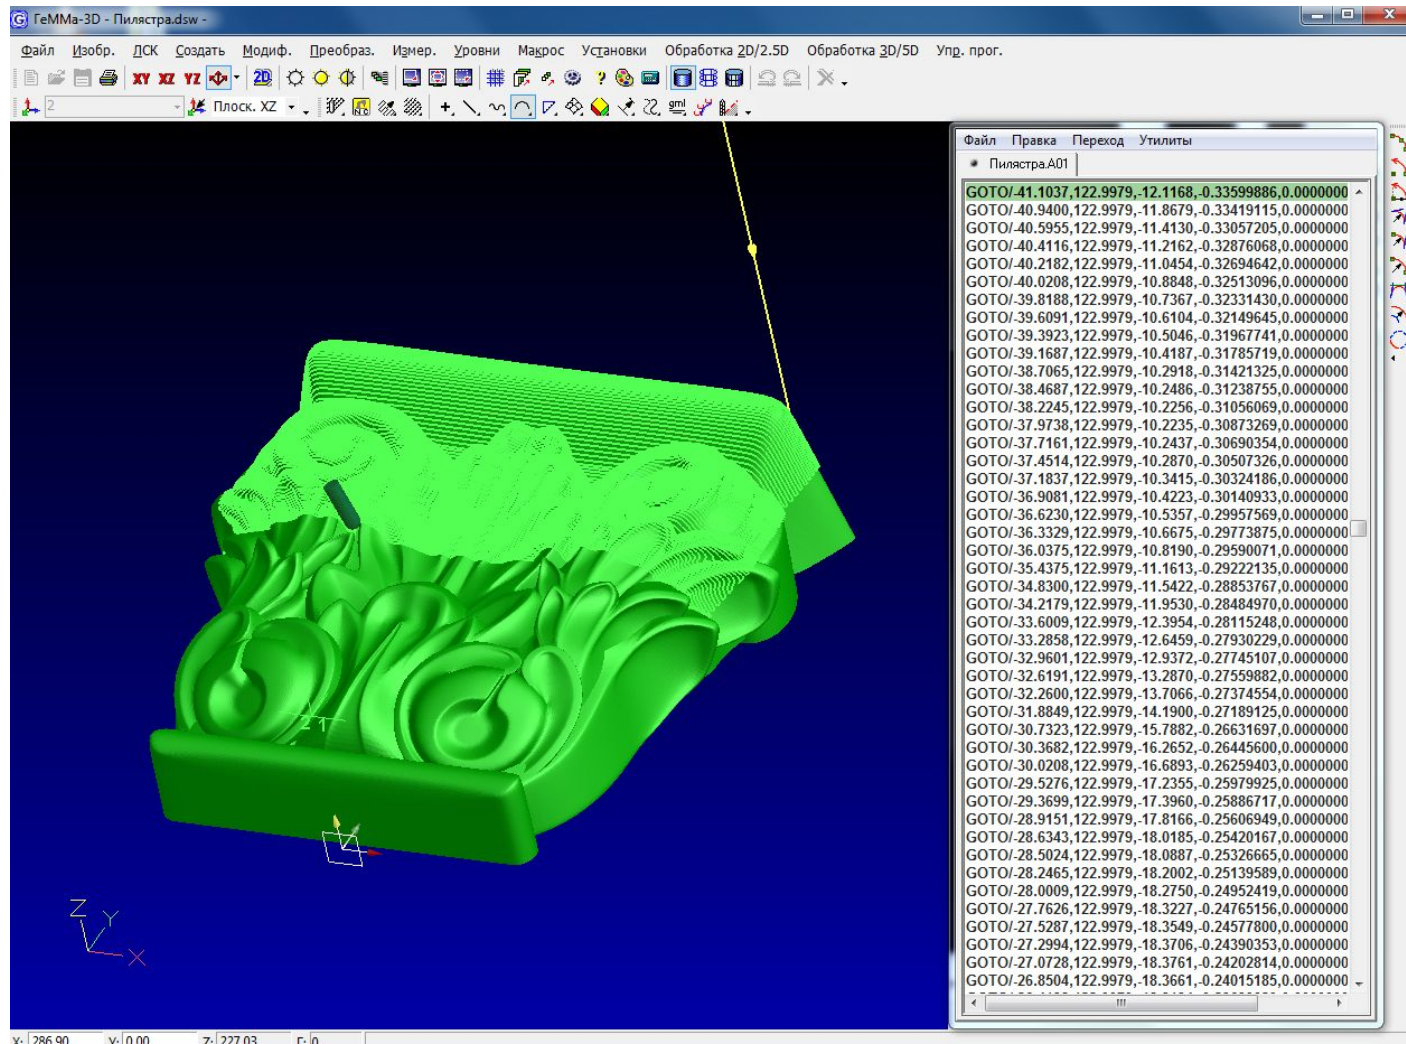 ГеММа-3D - Пилястра.dsw -
Файл Изобр. ЛСК Создать Модиф. Преобраз. Измер. Уровни Макрос Установки Обработка 2D/2.5D Обработка 3D/5D Упр. прог.
XY XZ YZ 2D
2 Плоск. XZ gml
Файл Правка Переход Утилиты
Пилястра.A01
GOTO/-41.1037,122.9979,-12.1168,-0.33599886,0.0000000
GOTO/-40.9400,122.9979,-11.8679,-0.33419115,0.0000000
GOTO/-40.5955,122.9979,-11.4130,-0.33057205,0.0000000
GOTO/-40.4116,122.9979,-11.2162,-0.32876068,0.0000000
GOTO/-40.2182,122.9979,-11.0454,-0.32694642,0.0000000
GOTO/-40.0208,122.9979,-10.8848,-0.32513096,0.0000000
GOTO/-39.8188,122.9979,-10.7367,-0.32331430,0.0000000
GOTO/-39.6091,122.9979,-10.6104,-0.32149645,0.0000000
GOTO/-39.3923,122.9979,-10.5046,-0.31967741,0.0000000
GOTO/-39.1687,122.9979,-10.4187,-0.31785719,0.0000000
GOTO/-38.7065,122.9979,-10.2918,-0.31421325,0.0000000
GOTO/-38.4687,122.9979,-10.2486,-0.31238755,0.0000000
GOTO/-38.2245,122.9979,-10.2256,-0.31056069,0.0000000
GOTO/-37.9738,122.9979,-10.2235,-0.30873269,0.0000000
GOTO/-37.7161,122.9979,-10.2437,-0.30690354,0.0000000
GOTO/-37.4514,122.9979,-10.2870,-0.30507326,0.0000000
GOTO/-37.1837,122.9979,-10.3415,-0.30324186,0.0000000
GOTO/-36.9081,122.9979,-10.4223,-0.30140933,0.0000000
GOTO/-36.6230,122.9979,-10.5357,-0.29957569,0.0000000
GOTO/-36.3329,122.9979,-10.6675,-0.29773875,0.0000000
GOTO/-36.0375,122.9979,-10.8190,-0.29590071,0.0000000
GOTO/-35.4375,122.9979,-11.1613,-0.29222135,0.0000000
GOTO/-34.8300,122.9979,-11.5422,-0.28853767,0.0000000
GOTO/-34.2179,122.9979,-11.9530,-0.28484970,0.0000000
GOTO/-33.6009,122.9979,-12.3954,-0.28115248,0.0000000
GOTO/-33.2858,122.9979,-12.6459,-0.27930229,0.0000000
GOTO/-32.9601,122.9979,-12.9372,-0.27745107,0.0000000
GOTO/-32.6191,122.9979,-13.2870,-0.27559882,0.0000000
GOTO/-32.2600,122.9979,-13.7066,-0.27374554,0.0000000
GOTO/-31.8849,122.9979,-14.1900,-0.27189125,0.0000000
GOTO/-30.7323,122.9979,-15.7882,-0.26631697,0.0000000
GOTO/-30.3682,122.9979,-16.2652,-0.26445600,0.0000000
GOTO/-30.0208,122.9979,-16.6893,-0.26259403,0.0000000
GOTO/-29.5276,122.9979,-17.2355,-0.25979925,0.0000000
GOTO/-29.3699,122.9979,-17.3960,-0.25886717,0.0000000
GOTO/-28.9151,122.9979,-17.8166,-0.25606949,0.0000000
GOTO/-28.6343,122.9979,-18.0185,-0.25420167,0.0000000
GOTO/-28.5024,122.9979,-18.0887,-0.25326665,0.0000000
GOTO/-28.2465,122.9979,-18.2002,-0.25139589,0.0000000
GOTO/-28.0009,122.9979,-18.2750,-0.24952419,0.0000000
GOTO/-27.7626,122.9979,-18.3227,-0.24765156,0.0000000
GOTO/-27.5287,122.9979,-18.3549,-0.24577800,0.0000000
GOTO/-27.2994,122.9979,-18.3706,-0.24390353,0.0000000
GOTO/-27.0728,122.9979,-18.3761,-0.24202814,0.0000000
GOTO/-26.8504,122.9979,-18.3661,-0.24015185,0.0000000
2 1
Z Y X
X: 286.90 Y: 0.00 Z: 227.03 Г: 0